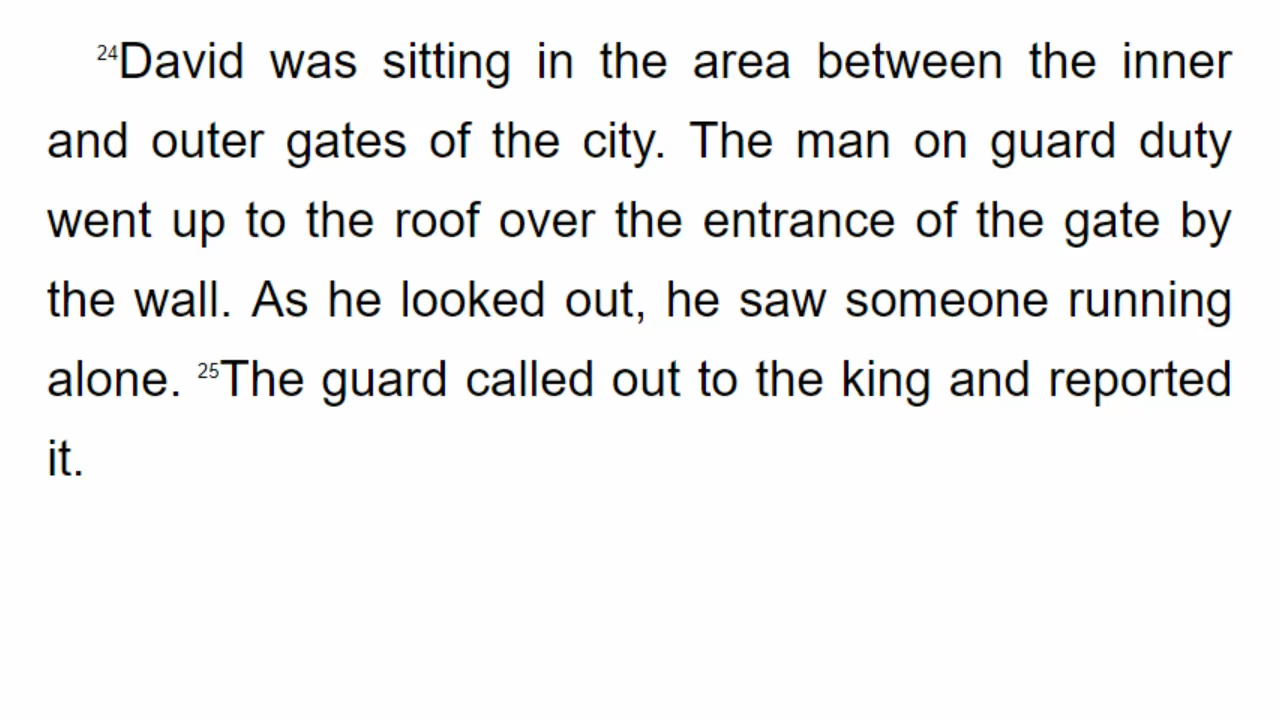 24David was sitting in the area between the inner
and outer gates of the city. The man on guard duty
went up to the roof over the entrance of the gate by
the wall. As he looked out, he saw someone running
alone. 25The guard called out to the king and reported
it.